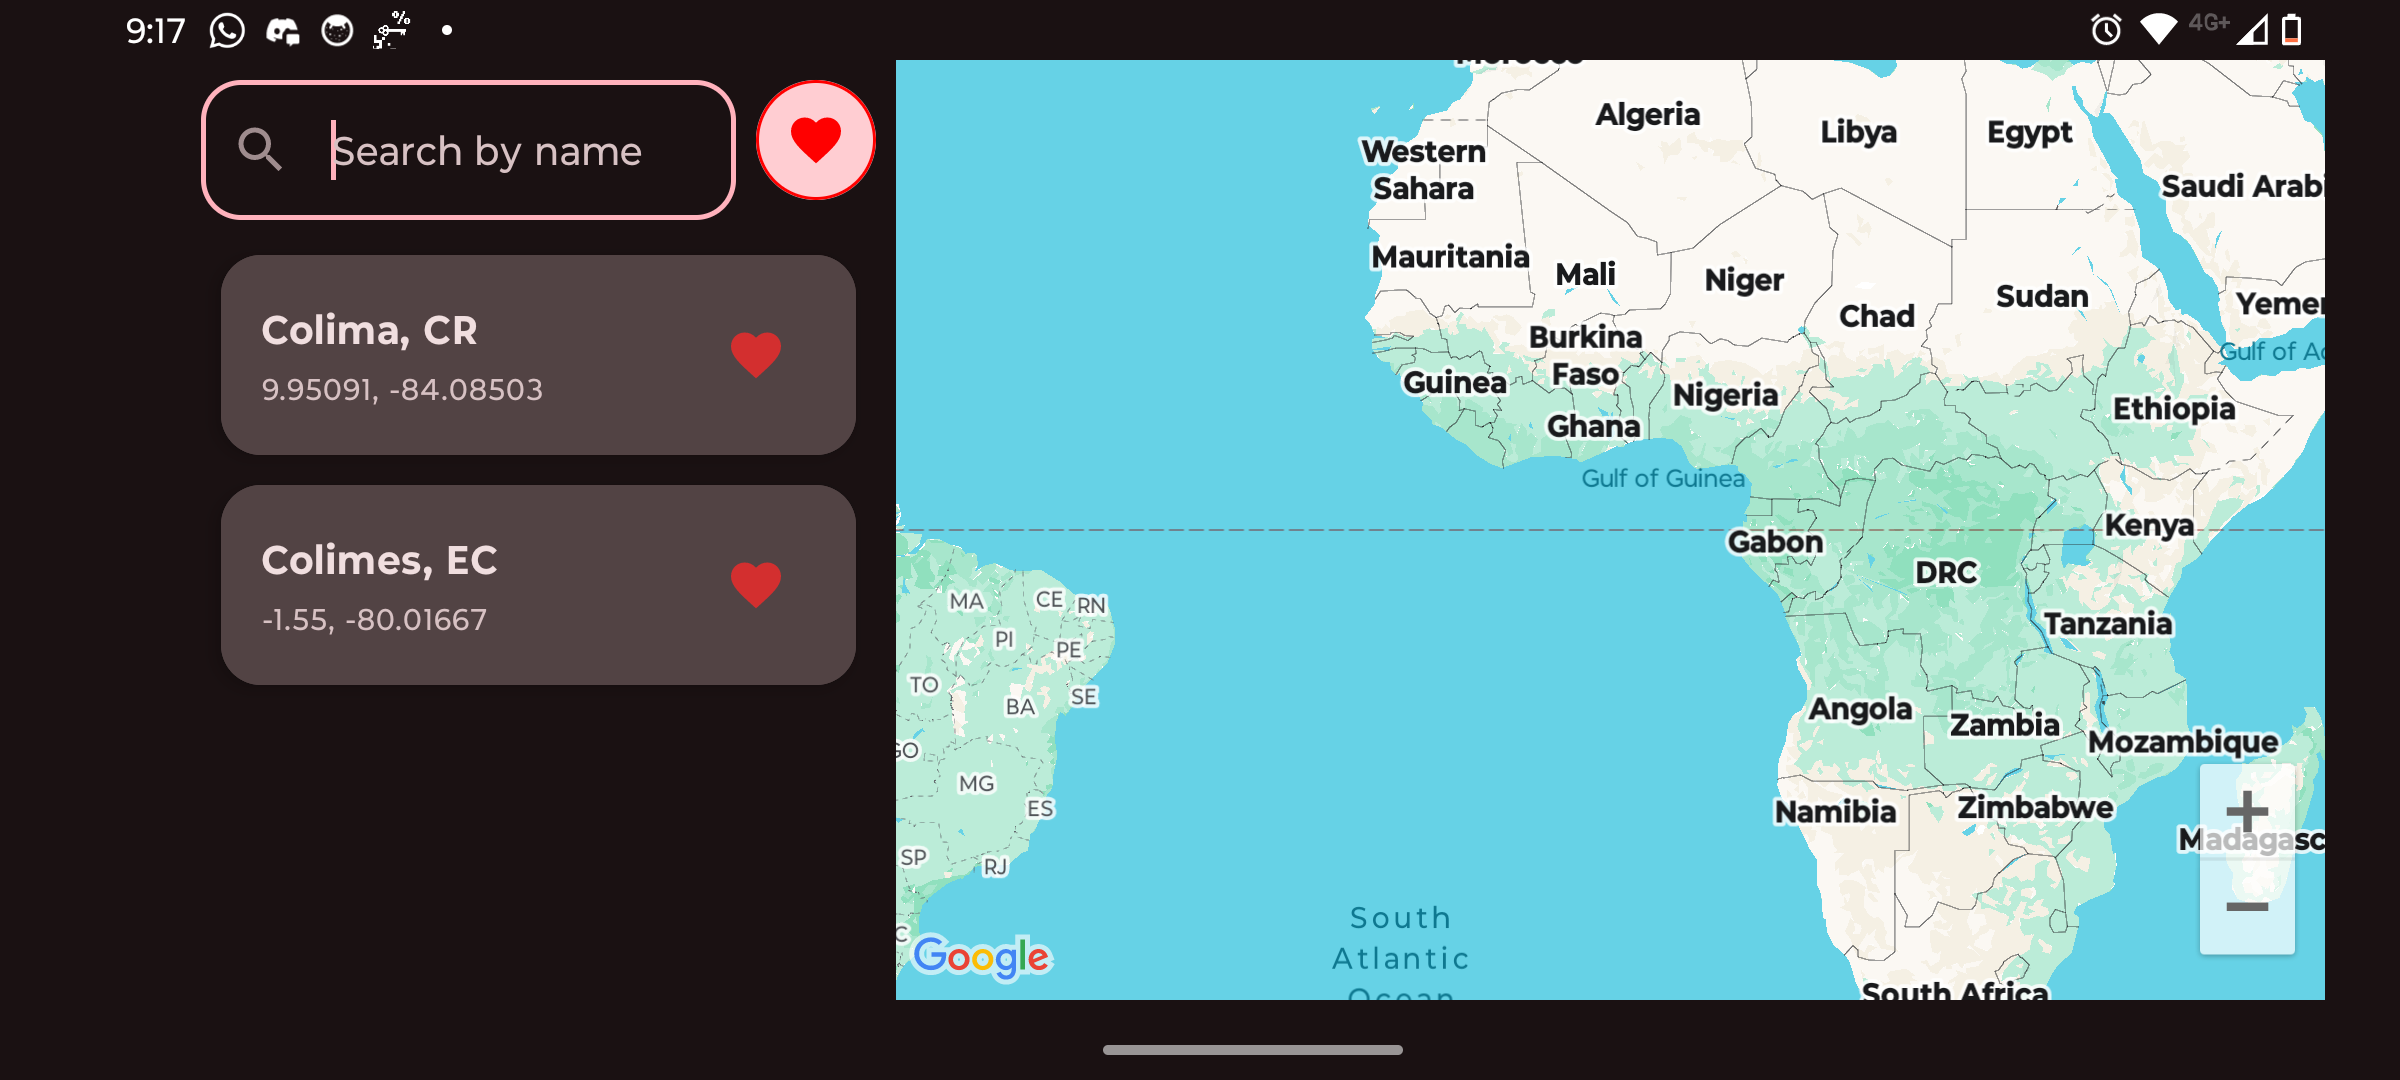 9:17
%
4G+
Search by name
Colima, CR
9.95091, -84.08503
Colimes, EC
-1.55, -80.01667
Morocco
Algeria
Libya
Egypt
Western
Sahara
Saudi Arabi
Mauritania
Mali
Niger
Chad
Sudan
Yemen
Burkina
Faso
Gulf of Ad
Guinea
Nigeria
Ghana
Ethiopia
Gulf of Guinea
Kenya
Gabon
DRC
MA
CE
RN
PI
PE
Tanzania
TO
BA
SE
Angola
Zambia
GO
Mozambique
MG
ES
Namibia
Zimbabwe
Madagasc
SP
RJ
South
Atlantic
Ocean
C
Google
South Africa